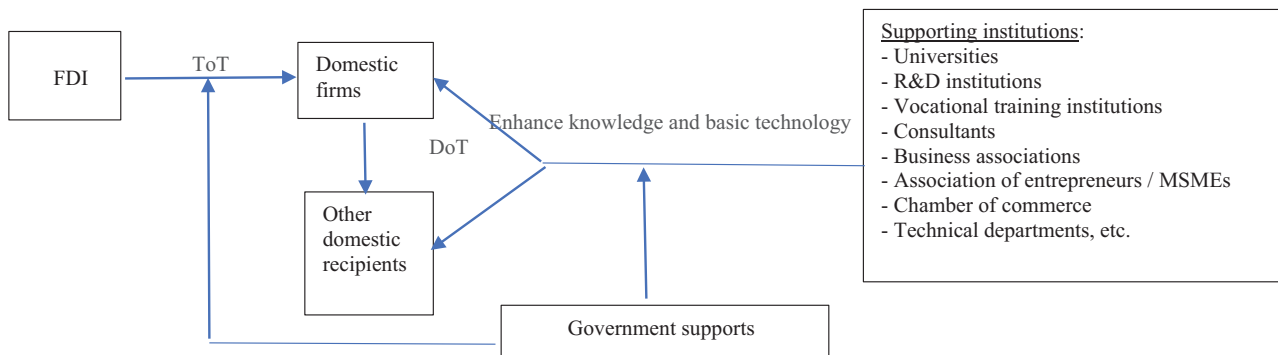 FDI
ToT
Domestic
firms
DoT
Other
domestic
recipients
Enhance knowledge and basic technology
Government supports
Supporting institutions:
- Universities
- R&D institutions
- Vocational training institutions
- Consultants
- Business associations
- Association of entrepreneurs / MSMEs
- Chamber of commerce
- Technical departments, etc.